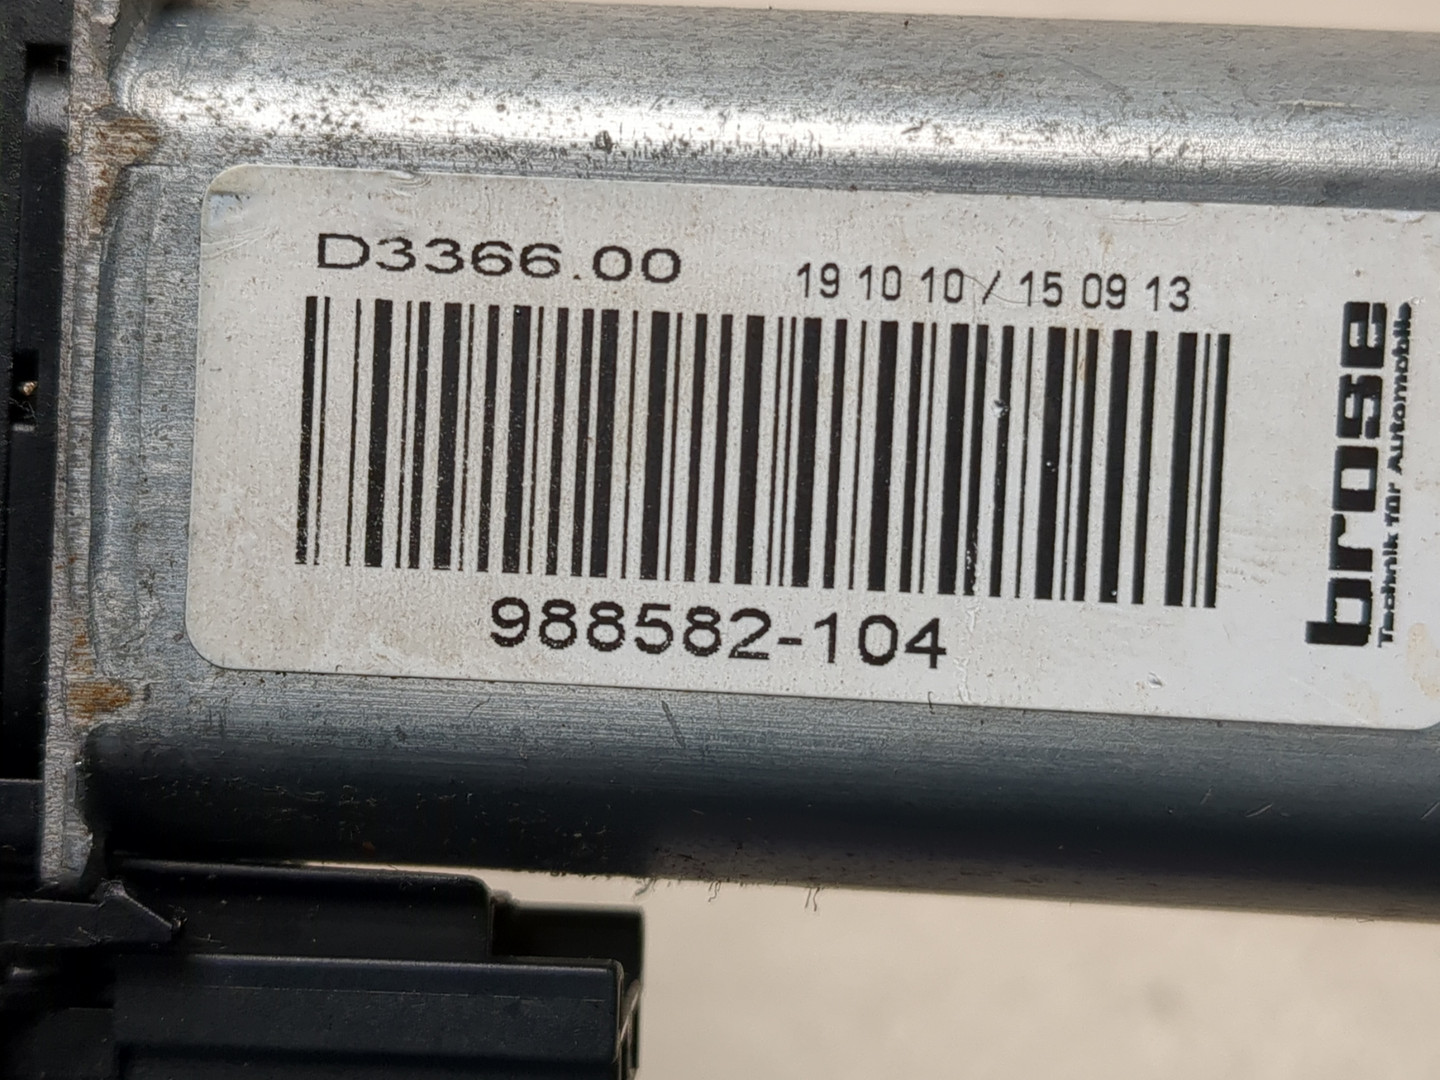 D3366.00
19 10 10 / 15 09 13
988582-104
brose
Technik für Automobile